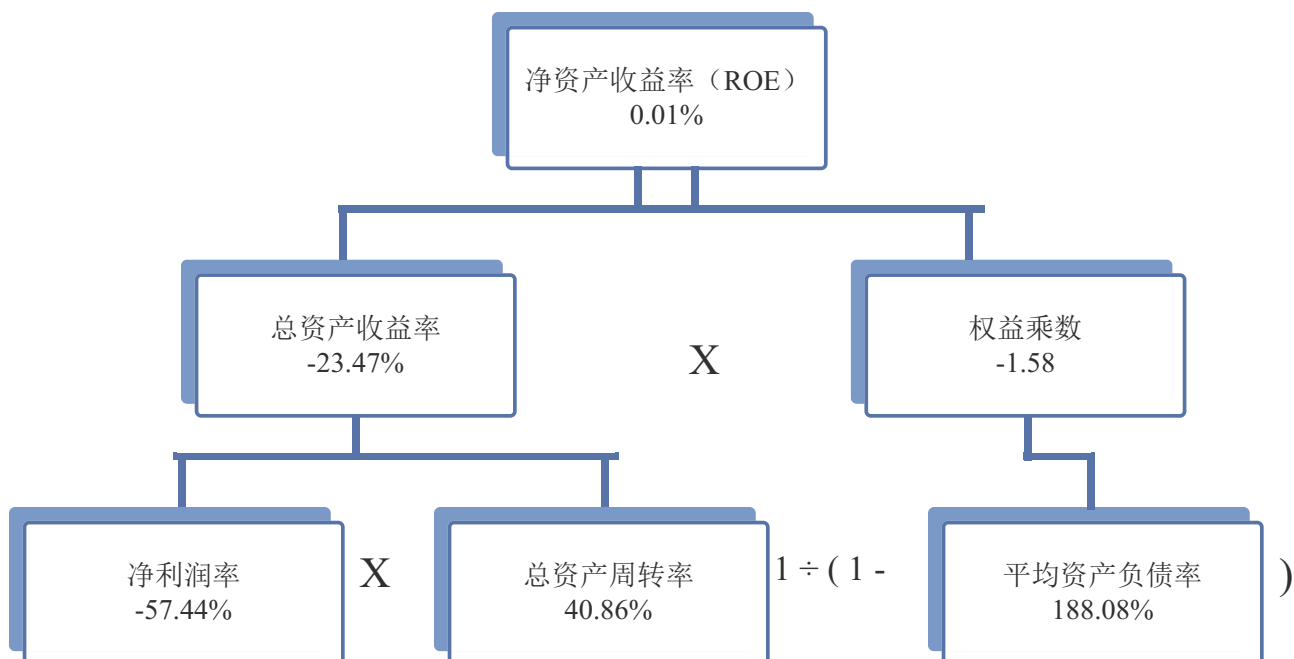 净资产收益率（ROE）
0.01%
总资产收益率
-23.47%
X
权益乘数
-1.58
净利润率
-57.44%
X
总资产周转率
40.86%
1 ÷ ( 1 -
平均资产负债率
188.08%
)